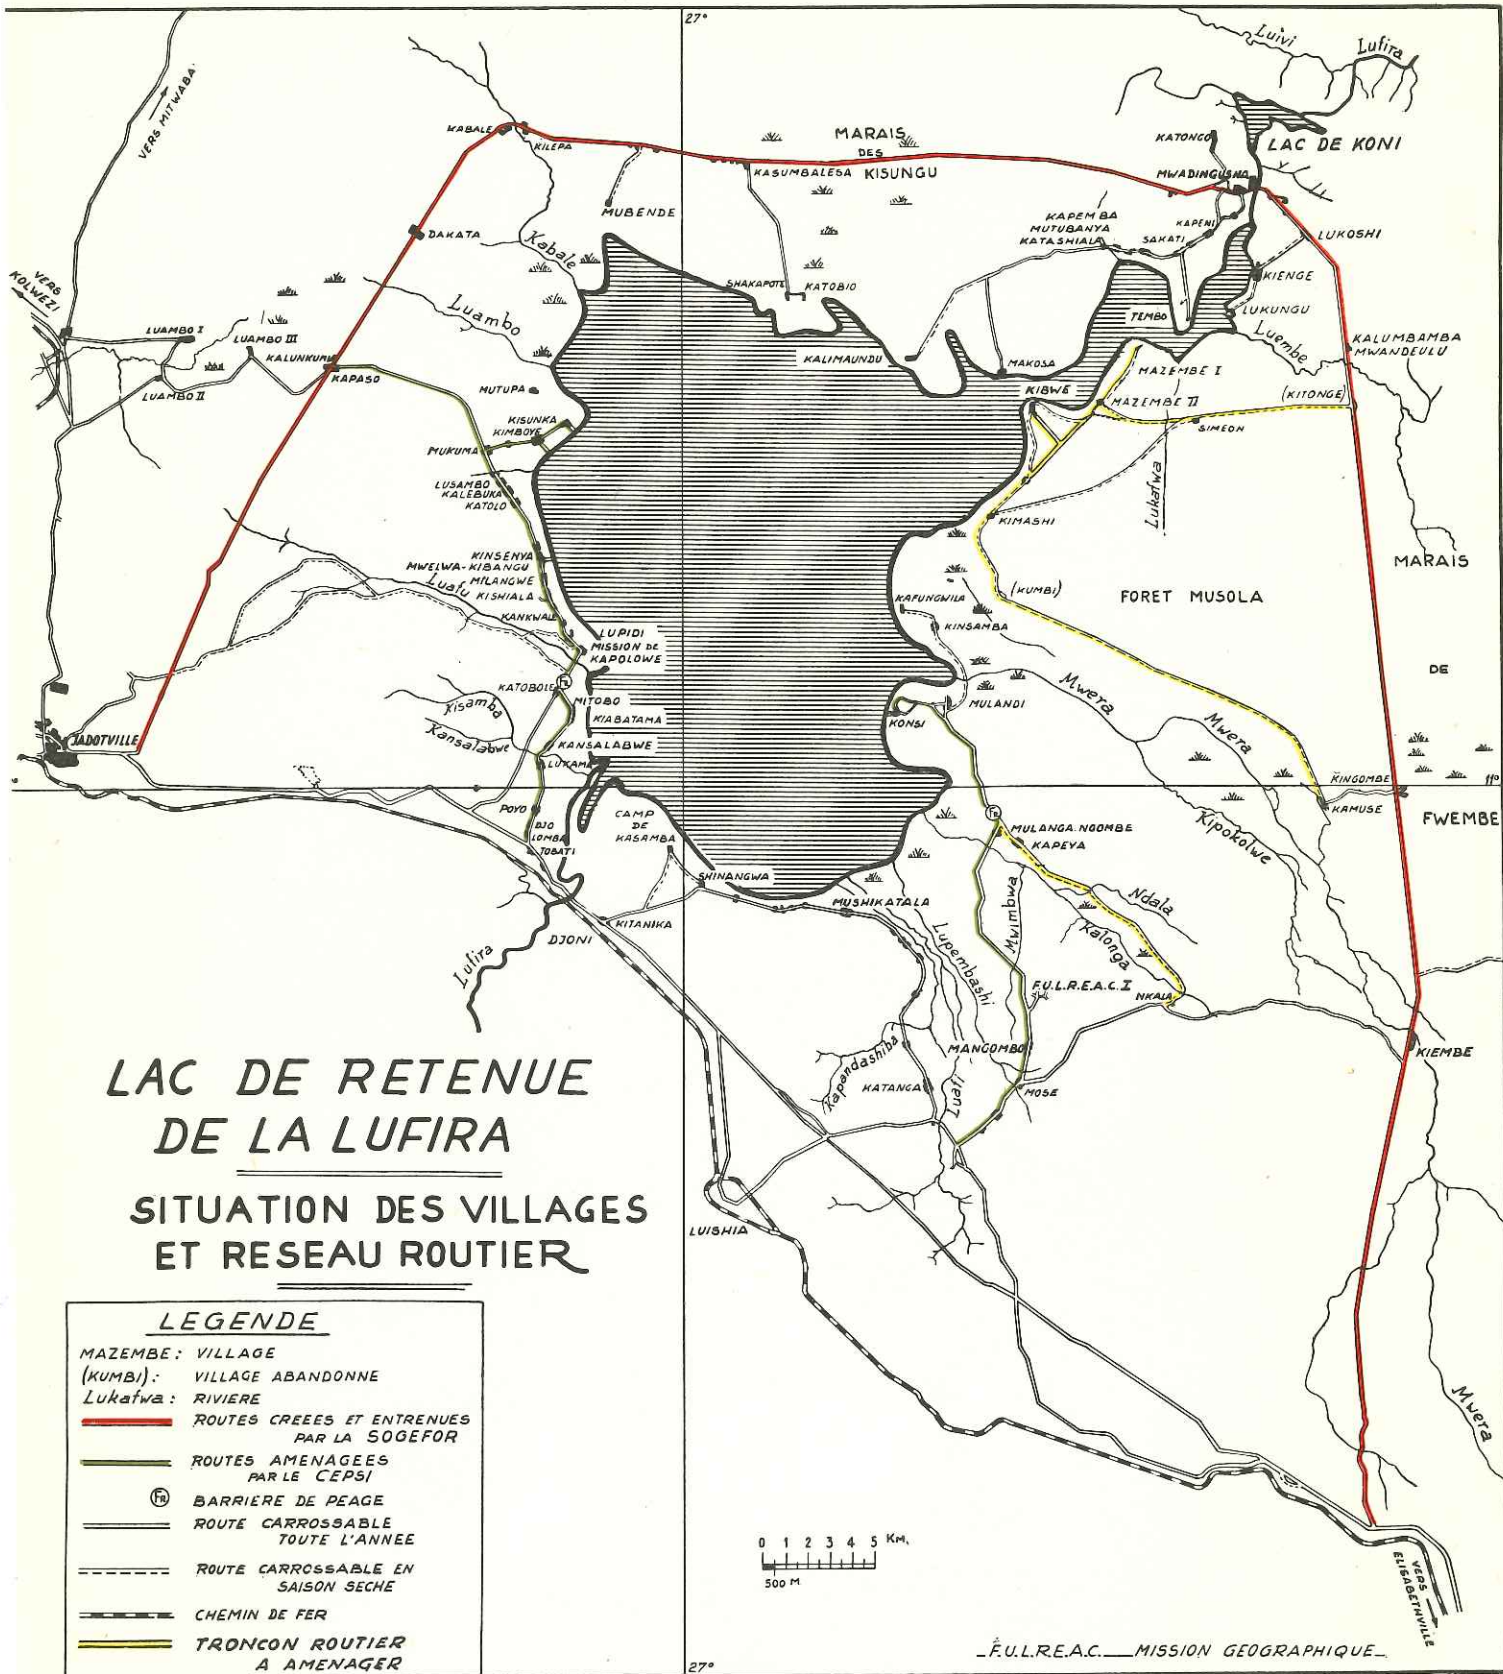 27°
Luivi
Lufira
VERS MITWABA
KABALE
KILEPA
MARAIS
DES
KISUNGU
KATONGO
LAC DE KONI
KASUMBALESA
MUBENDE
DAKATA
Kabale
KAPEMBA
MUTUBANYA
KATASHIALA
SAKATI
KAPENI
LUKOSHI
VERS
KOLWEZI
SHAKAPOTE
KATOBIO
KIENGE
TEMBO
LUKUNGU
Luembe
LUAMBO I
LUAMBO III
Luambo
KALIMAUNDU
MAKOSA
KALUMBAMBA
MWANDEULU
KAPASO
LUAMBO II
MUTUPA
KIBWE
MAZEMBE I
MAZEMBE II
(KITONGE)
SIMEON
KISUNKA
KIMBOYE
MUKUMA
LUSAMBO
KALEBUKA
KATOLO
Lukafwa
KIMASHI
KINSENYA
MWELWA-KIBANGU
MILANGWE
Luafu
KISHIALA
KANKWALE
MARAIS
(KUMBI)
FORET MUSOLA
KAFUNGWILA
KINSAMBA
LUPIDI
MISSION DE
KAPOLOWE
DE
KATOBOLE
FR
MITOBO
KIABATAMA
Kisamba
Kansalabwe
KONSI
MULANDI
Mwera
Mwera
JADOTVILLE
KANSALABWE
LUKAMA
KINGOMBE
11°
POYO
DJO
LOMBA
TOBATI
CAMP
DE
KASAMBA
FR
MULANGA.NGOMBE
KAPEYA
KAMUSE
FWEMBE
Kipokolwe
SHINANGWA
MUSHIKATALA
Mwimbwa
Ndala
KITANIKA
DJONI
Lufira
Lupembashi
Kalonga
F.U.L.R.E.A.C. I
NKALA
MANGOMBO
KIEMBE
Kapandashiba
KATANGA
Luafi
MOSE
LAC DE RETENUE
DE LA LUFIRA
SITUATION DES VILLAGES
ET RESEAU ROUTIER
LUISHIA
LEGENDE
MAZEMBE: VILLAGE
(KUMBI): VILLAGE ABANDONNE
Lukafwa: RIVIERE
ROUTES CREEES ET ENTRENUES
PAR LA SOGEFOR
ROUTES AMENAGEES
PAR LE CEPSI
FR BARRIERE DE PEAGE
ROUTE CARROSSABLE
TOUTE L'ANNEE
ROUTE CARROSSABLE EN
SAISON SECHE
CHEMIN DE FER
TRONCON ROUTIER
A AMENAGER
Mwera
0 1 2 3 4 5 Km.
500 M
VERS
ELISABETHVILLE
F.U.L.R.E.A.C. MISSION GEOGRAPHIQUE
27°